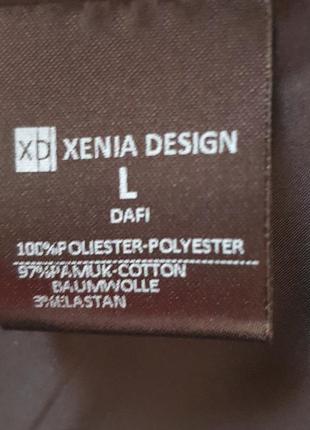 XD XENIA DESIGN
L
DAFI
100%POLIESTER-POLYESTER
97%PAMUK-COTTON
BAUMWOLLE
3%ELASTAN